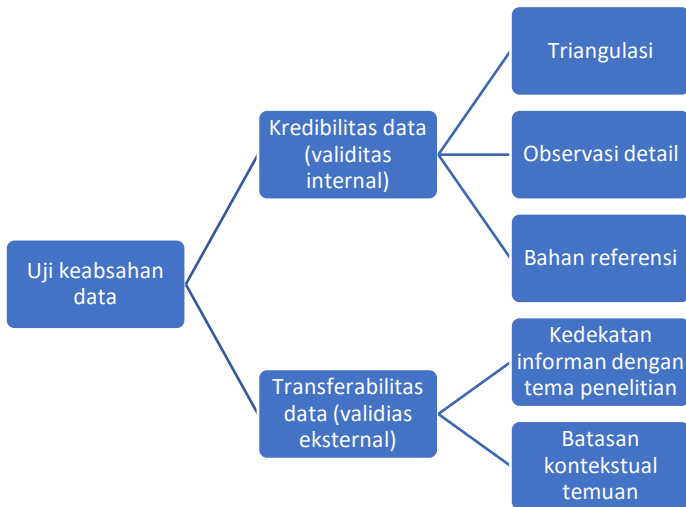 Uji keabsahan
data
Kredibilitas data
(validitas
internal)
Triangulasi
Observasi detail
Bahan referensi
Transferabilitas
data (validias
eksternal)
Kedekatan
informan dengan
tema penelitian
Batasan
kontekstual
temuan